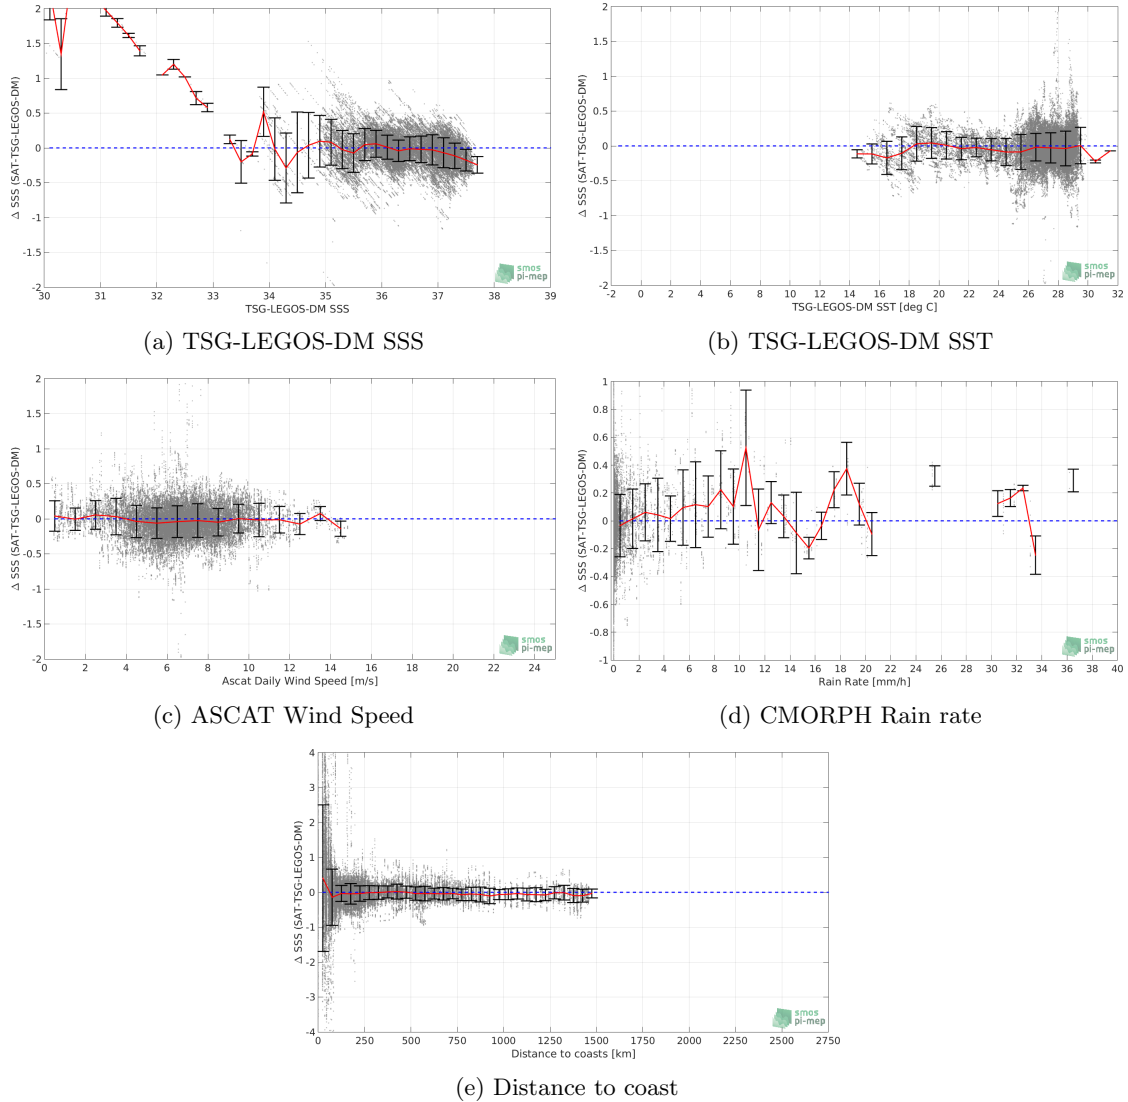 2
1.5
1
0.5
0
-0.5
-1
-1.5
-2
Δ SSS (SAT-TSG-LEGOS-DM)
30 31 32 33 34 35 36 37 38 39
TSG-LEGOS-DM SSS
smos
pi-mep
(a) TSG-LEGOS-DM SSS
2
1.5
1
0.5
0
-0.5
-1
-1.5
-2
Δ SSS (SAT-TSG-LEGOS-DM)
-2 0 2 4 6 8 10 12 14 16 18 20 22 24 26 28 30 32
TSG-LEGOS-DM SST [deg C]
smos
pi-mep
(b) TSG-LEGOS-DM SST
2
1.5
1
0.5
0
-0.5
-1
-1.5
-2
Δ SSS (SAT-TSG-LEGOS-DM)
0 2 4 6 8 10 12 14 16 18 20 22 24
Ascat Daily Wind Speed [m/s]
smos
pi-mep
(c) ASCAT Wind Speed
1
0.8
0.6
0.4
0.2
0
-0.2
-0.4
-0.6
-0.8
-1
Δ SSS (SAT-TSG-LEGOS-DM)
0 2 4 6 8 10 12 14 16 18 20 22 24 26 28 30 32 34 36 38 40
Rain Rate [mm/h]
smos
pi-mep
(d) CMORPH Rain rate
4
3
2
1
0
-1
-2
-3
-4
Δ SSS (SAT-TSG-LEGOS-DM)
0 250 500 750 1000 1250 1500 1750 2000 2250 2500 2750
Distance to coasts [km]
smos
pi-mep
(e) Distance to coast